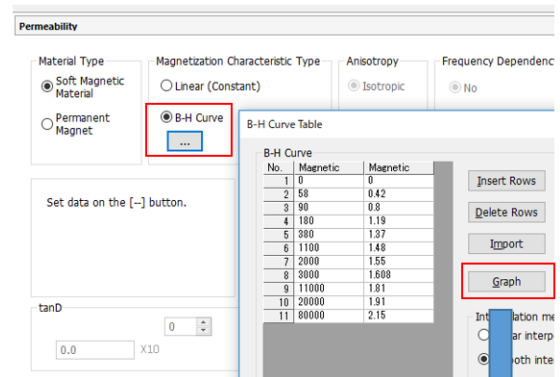 Permeability
Material Type
Magnetization Characteristic Type
Anisotropy
Frequency Dependenc
Soft Magnetic
Material
Linear (Constant)
Isotropic
No
Permanent
Magnet
B-H Curve
...
B-H Curve Table
B-H Curve
No. Magnetic Magnetic
1 0 0
2 58 0.42
3 90 0.8
4 180 1.19
5 380 1.37
6 1100 1.48
7 2000 1.55
8 3000 1.608
9 11000 1.81
10 20000 1.91
11 80000 2.15
Insert Rows
Delete Rows
Import
Graph
Set data on the [--] button.
tanD
0
0.0 X10
Int lation me
ar interp
oth inte